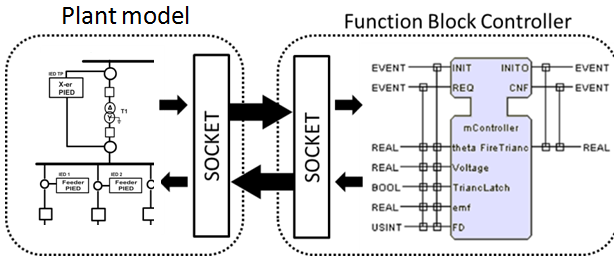 Plant model
IED TP
X-er
PIED
T1
IED 1
Feeder
PIED
IED 2
Feeder
PIED
SOCKET
SOCKET
Function Block Controller
EVENT INIT INITO EVENT
EVENT REQ CNF EVENT
mController
REAL theta FireTriano REAL
REAL Voltage
BOOL TriancLatch
REAL emf
USINT FD